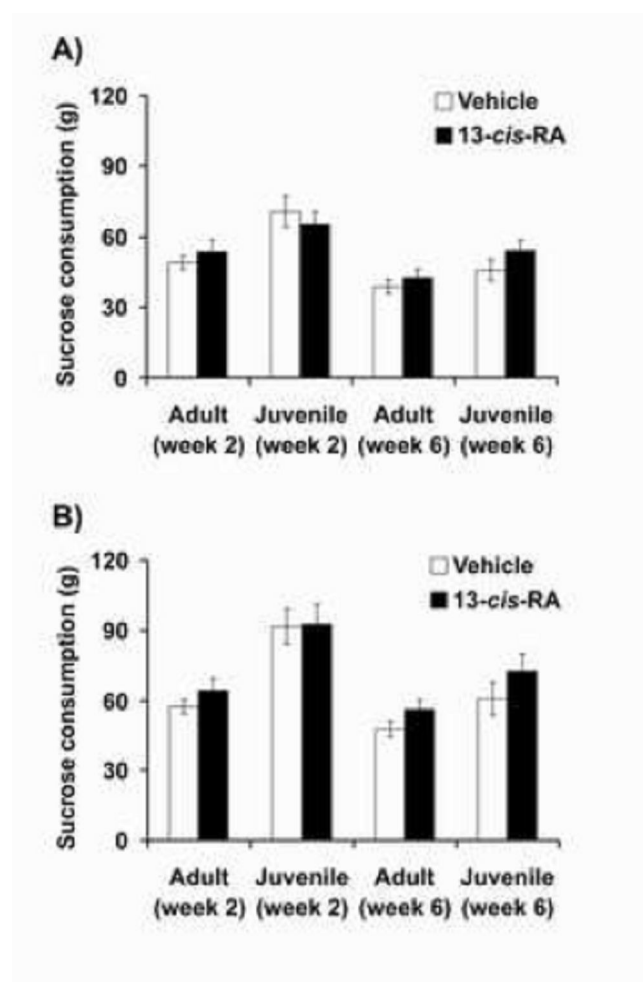 A)
Sucrose consumption (g)
120
90
60
30
0
Vehicle
13-cis-RA
Adult Juvenile Adult Juvenile
(week 2) (week 2) (week 6) (week 6)
B)
Sucrose consumption (g)
120
90
60
30
0
Vehicle
13-cis-RA
Adult Juvenile Adult Juvenile
(week 2) (week 2) (week 6) (week 6)